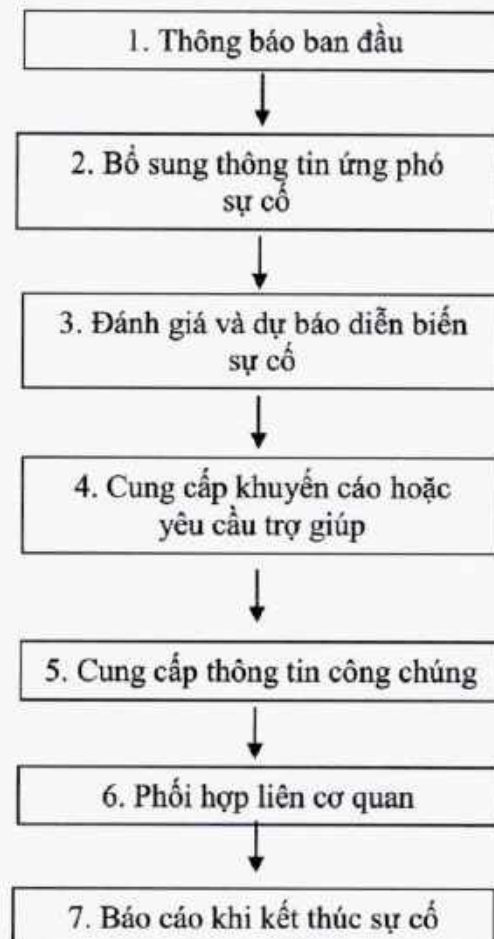 1. Thông báo ban đầu
2. Bổ sung thông tin ứng phó
sự cố
3. Đánh giá và dự báo diễn biến
sự cố
4. Cung cấp khuyến cáo hoặc
yêu cầu trợ giúp
5. Cung cấp thông tin công chúng
6. Phối hợp liên cơ quan
7. Báo cáo khi kết thúc sự cố